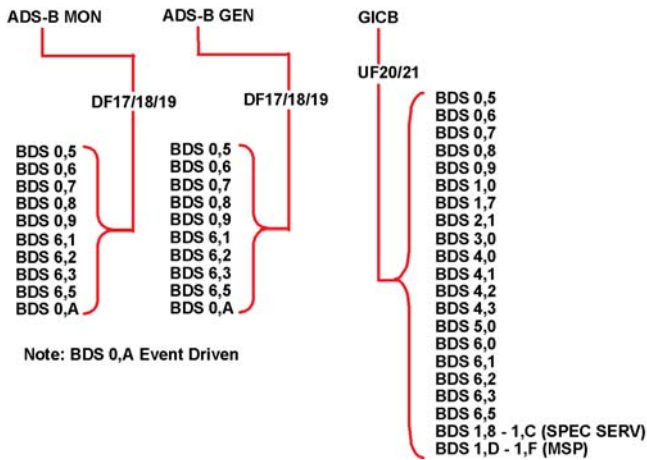 ADS-B MON
DF17/18/19
BDS 0,5
BDS 0,6
BDS 0,7
BDS 0,8
BDS 0,9
BDS 6,1
BDS 6,2
BDS 6,3
BDS 6,5
BDS 0,A
Note: BDS 0,A Event Driven
ADS-B GEN
DF17/18/19
BDS 0,5
BDS 0,6
BDS 0,7
BDS 0,8
BDS 0,9
BDS 6,1
BDS 6,2
BDS 6,3
BDS 6,5
BDS 0,A
GICB
UF20/21
BDS 0,5
BDS 0,6
BDS 0,7
BDS 0,8
BDS 0,9
BDS 1,0
BDS 1,7
BDS 2,1
BDS 3,0
BDS 4,0
BDS 4,1
BDS 4,2
BDS 4,3
BDS 5,0
BDS 6,0
BDS 6,1
BDS 6,2
BDS 6,3
BDS 6,5
BDS 1,8 - 1,C (SPEC SERV)
BDS 1,D - 1,F (MSP)